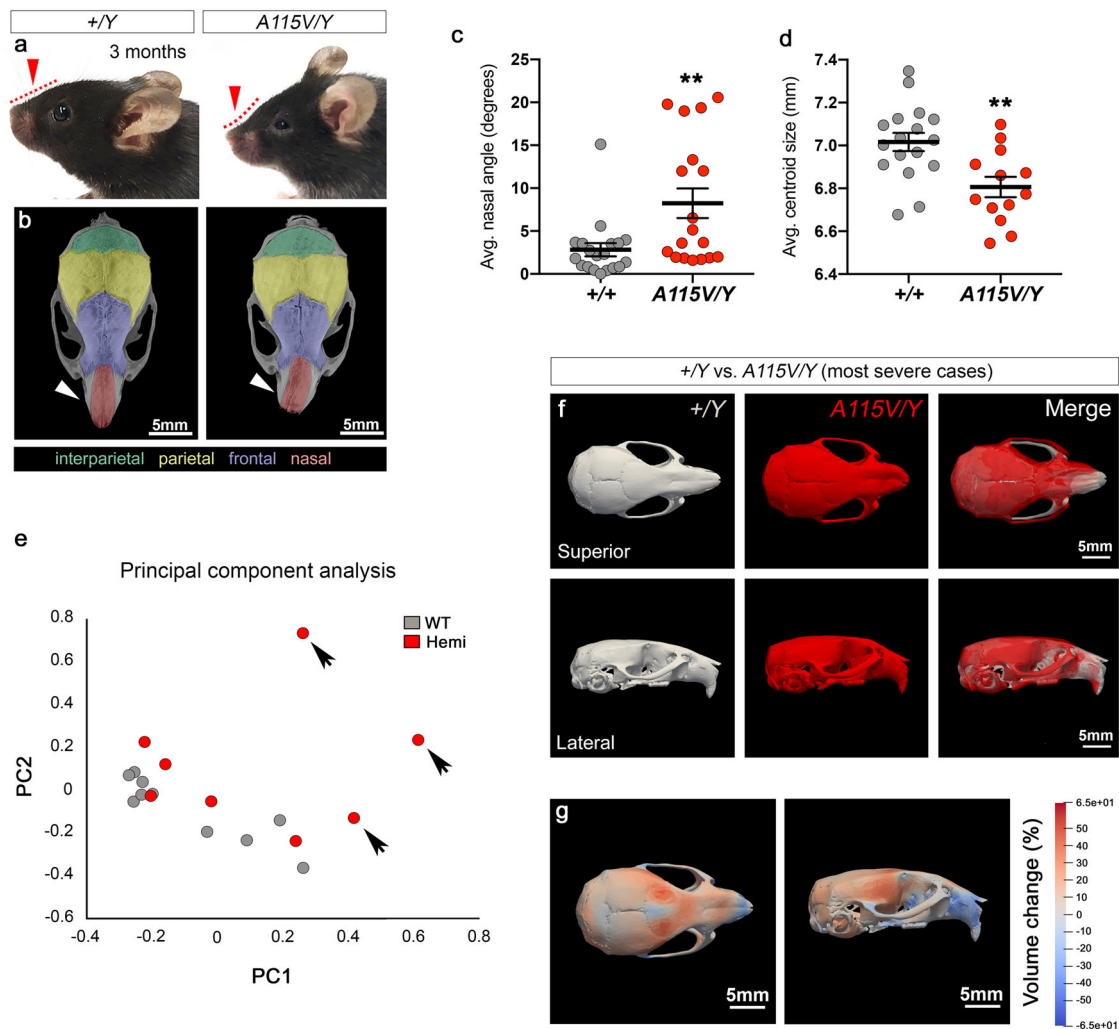 +/Y
A115V/Y
a
3 months
b
5mm
5mm
interparietal parietal frontal nasal
c
Avg. nasal angle (degrees)
25
20
15
10
5
0
**
+/+
A115V/Y
d
Avg. centroid size (mm)
7.4
7.2
7.0
6.8
6.6
6.4
**
+/+
A115V/Y
e
Principal component analysis
WT
Hemi
PC2
0.8
0.6
0.4
0.2
0
-0.2
-0.4
-0.6
-0.4
-0.2
0
0.2
0.4
0.6
0.8
PC1
+/Y vs. A115V/Y (most severe cases)
f
+/Y
A115V/Y
Merge
Superior
5mm
Lateral
5mm
g
5mm
5mm
Volume change (%)
6.5e+01
50
40
30
20
10
0
-10
-20
-30
-40
-50
-6.5e+01